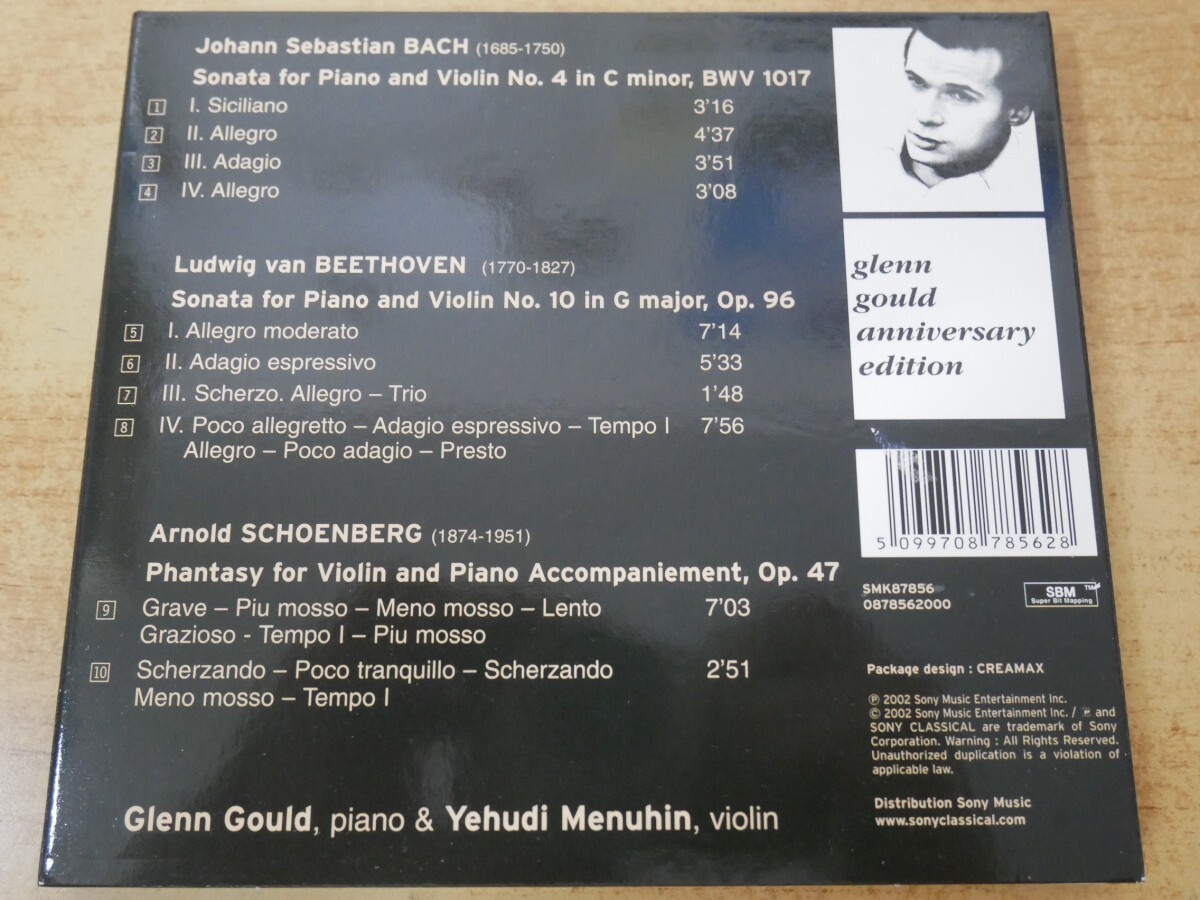 Johann Sebastian BACH (1685-1750)
Sonata for Piano and Violin No. 4 in C minor, BWV 1017
1 I. Siciliano 3'16
2 II. Allegro 4'37
3 III. Adagio 3'51
4 IV. Allegro 3'08
Ludwig van BEETHOVEN (1770-1827)
Sonata for Piano and Violin No. 10 in G major, Op. 96
5 I. Allegro moderato 7'14
6 II. Adagio espressivo 5'33
7 III. Scherzo. Allegro – Trio 1'48
8 IV. Poco allegretto – Adagio espressivo – Tempo I 7'56
Allegro – Poco adagio – Presto
Arnold SCHOENBERG (1874-1951)
Phantasy for Violin and Piano Accompaniement, Op. 47
9 Grave – Piu mosso – Meno mosso – Lento 7'03
Grazioso - Tempo I – Piu mosso
10 Scherzando – Poco tranquillo – Scherzando 2'51
Meno mosso – Tempo I
Glenn Gould, piano & Yehudi Menuhin, violin
glenn
gould
anniversary
edition
5 099708 785628
SMK87856
0878562000
SBM TM
Super Bit Mapping
Package design : CREAMAX
℗ 2002 Sony Music Entertainment Inc.
© 2002 Sony Music Entertainment Inc. / and
SONY CLASSICAL are trademark of Sony
Corporation. Warning : All Rights Reserved.
Unauthorized duplication is a violation of
applicable law.
Distribution Sony Music
www.sonyclassical.com